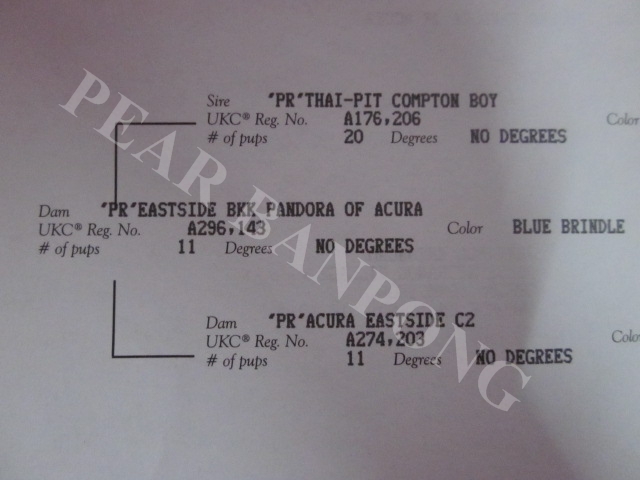 Sire 'PR'THAI-PIT COMPTON BOY
UKC® Reg. No. A176,206 Color
# of pups 20 Degrees NO DEGREES
Dam 'PR'EASTSIDE BKK PANDORA OF ACURA
UKC® Reg. No. A296,143 Color BLUE BRINDLE
# of pups 11 Degrees NO DEGREES
Dam 'PR'ACURA EASTSIDE C2
UKC® Reg. No. A274,203 Color
# of pups 11 Degrees NO DEGREES
PEAR BANPONG